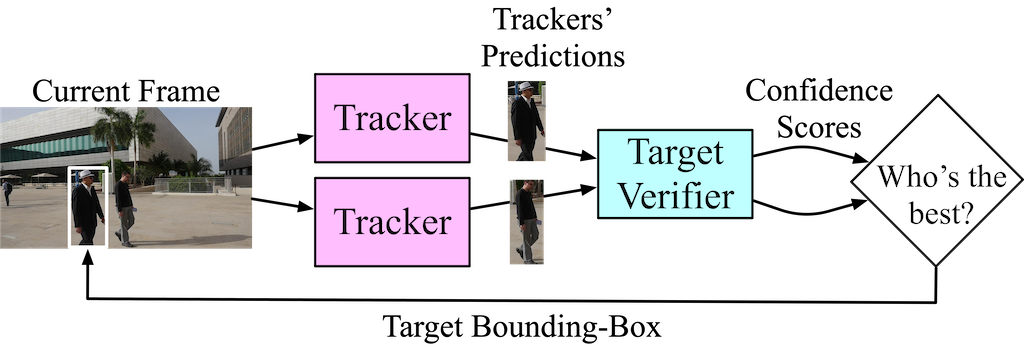 Trackers’
Predictions
Current Frame
Confidence
Scores
Tracker
Target
Verifier
Who’s the
best?
Tracker
Target Bounding-Box